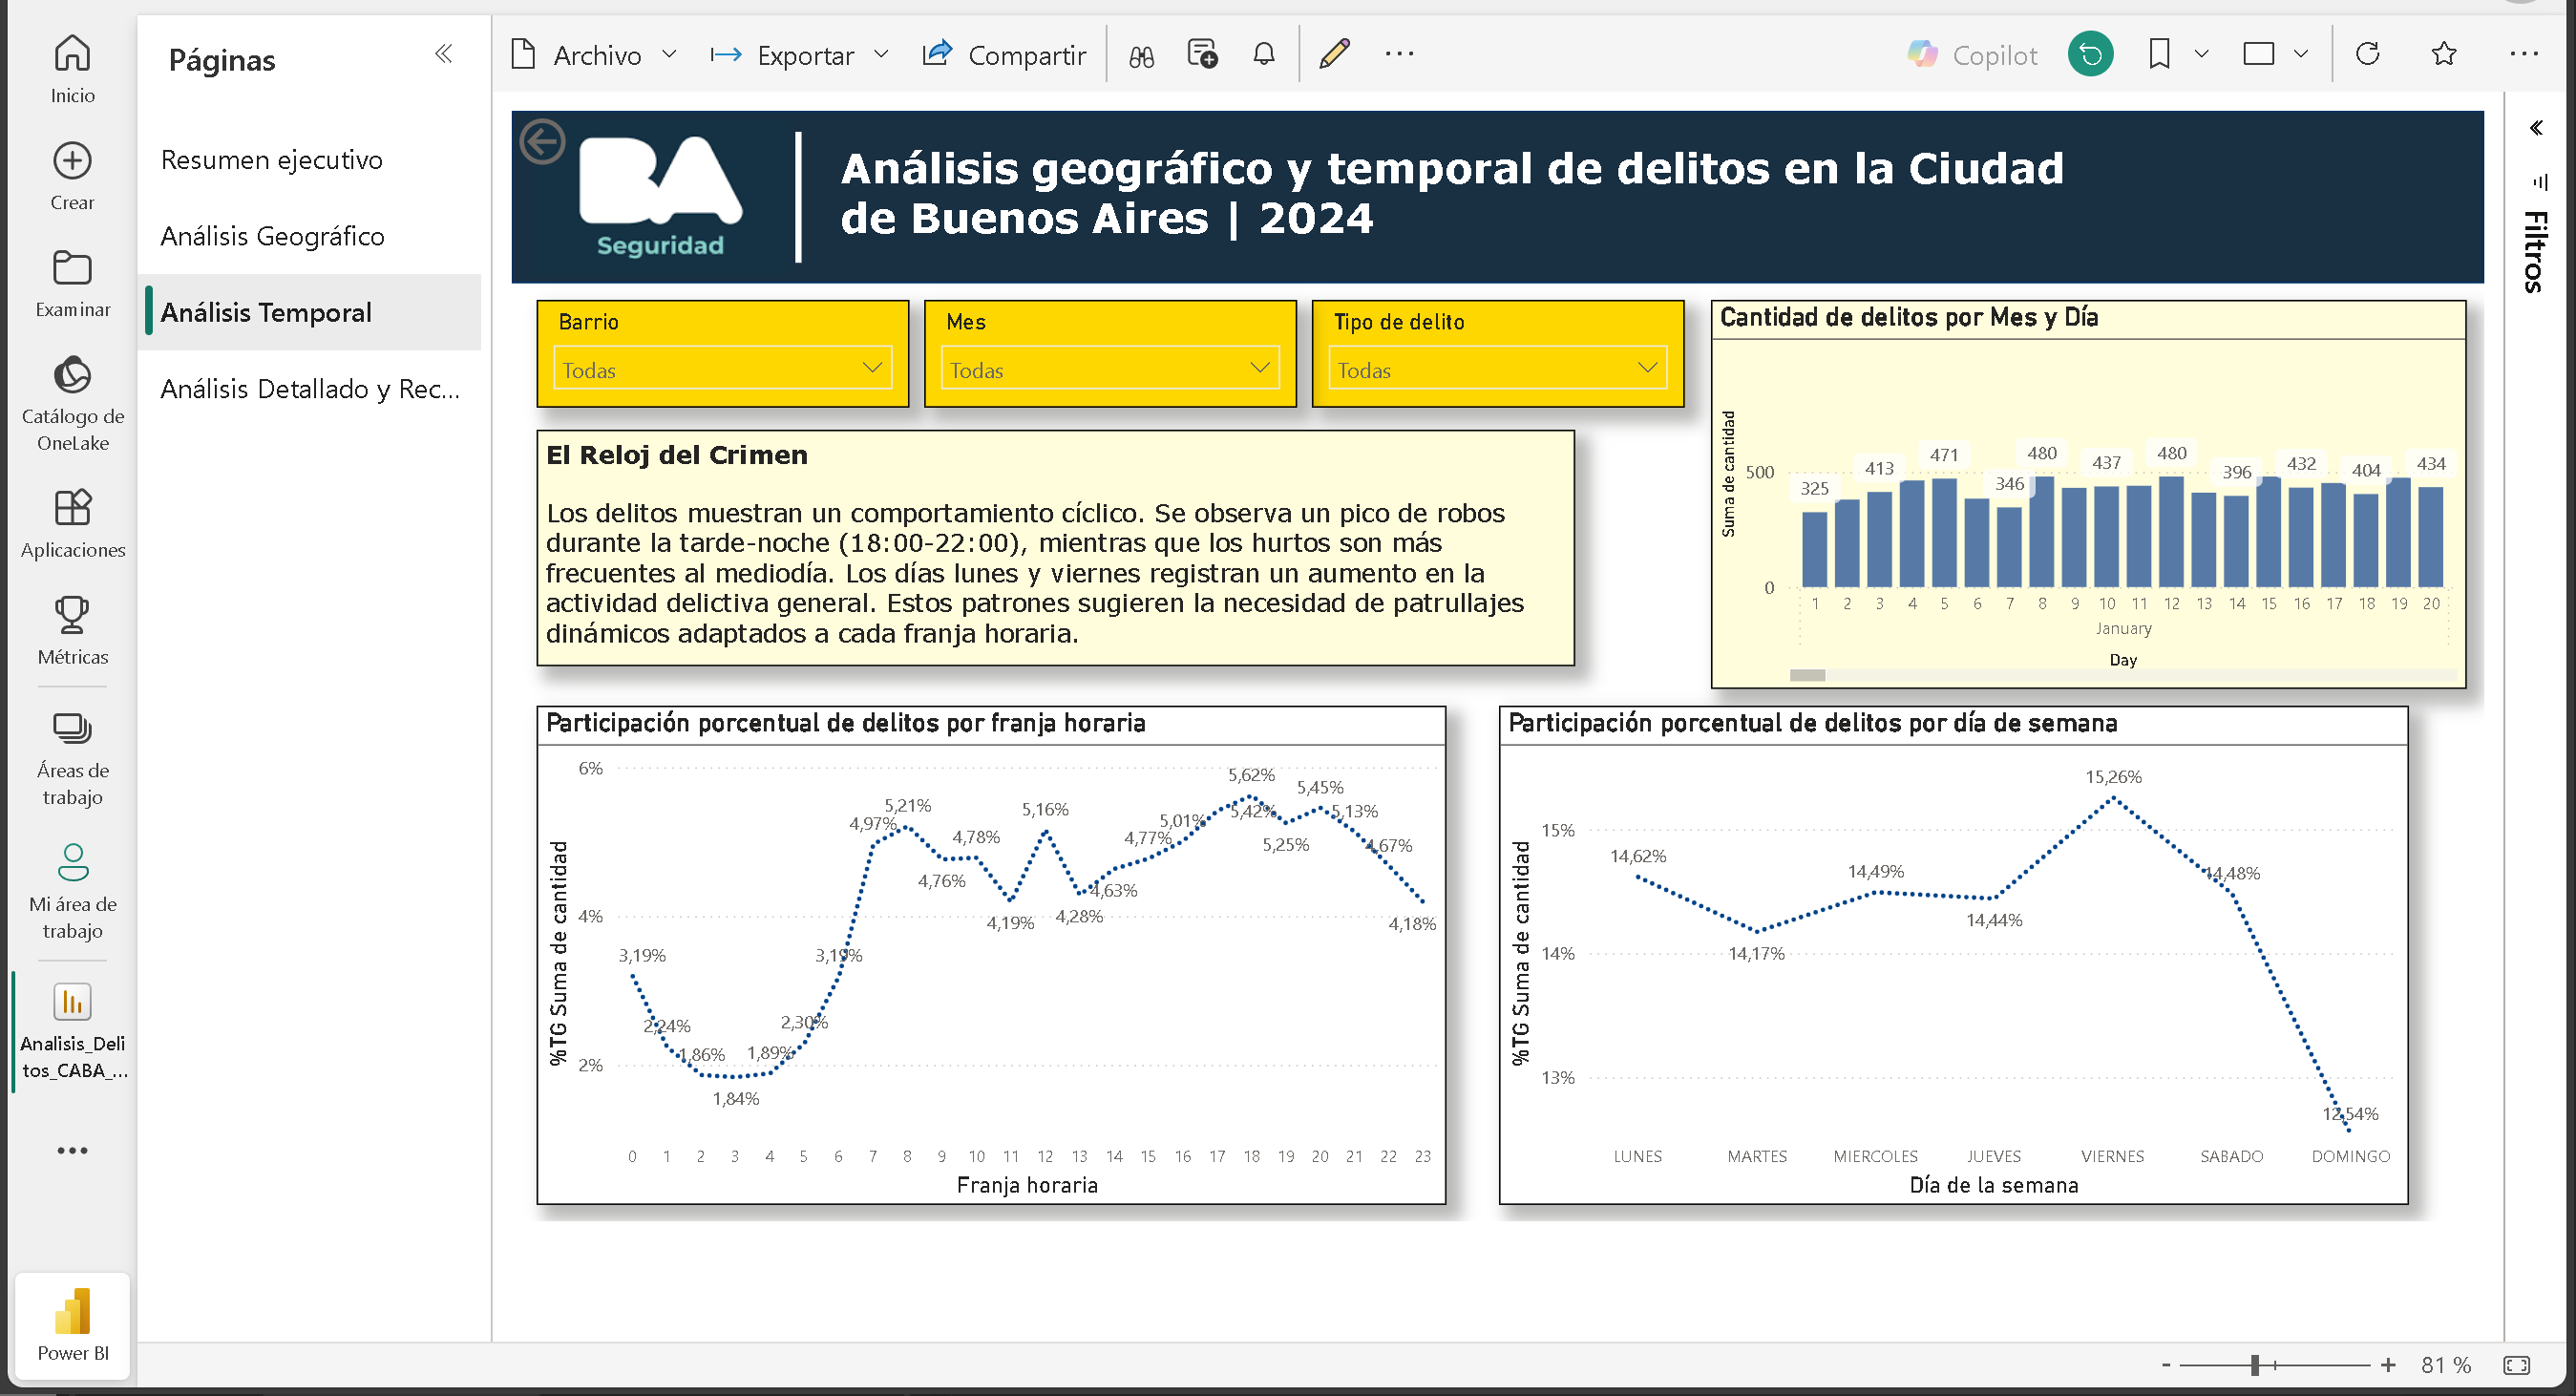 Inicio
Crear
Examinar
Catálogo de
OneLake
Aplicaciones
Métricas
Áreas de
trabajo
Mi área de
trabajo
Analisis_Deli
tos_CABA_...
Power BI
Páginas
Resumen ejecutivo
Análisis Geográfico
Análisis Temporal
Análisis Detallado y Rec...
Archivo
Exportar
Compartir
Copilot
BA
Seguridad
Análisis geográfico y temporal de delitos en la Ciudad
de Buenos Aires | 2024
Filtros
Barrio
Todas
Mes
Todas
Tipo de delito
Todas
El Reloj del Crimen
Los delitos muestran un comportamiento cíclico. Se observa un pico de robos
durante la tarde-noche (18:00-22:00), mientras que los hurtos son más
frecuentes al mediodía. Los días lunes y viernes registran un aumento en la
actividad delictiva general. Estos patrones sugieren la necesidad de patrullajes
dinámicos adaptados a cada franja horaria.
Cantidad de delitos por Mes y Día
Suma de cantidad
500
0
325 413 471 346 480 437 480 396 432 404 434
1 2 3 4 5 6 7 8 9 10 11 12 13 14 15 16 17 18 19 20
January
Day
Participación porcentual de delitos por franja horaria
%TG Suma de cantidad
6%
4%
2%
3,19% 2,24% 1,86% 1,84% 1,89% 2,30% 3,19% 4,97% 5,21% 4,76% 4,78% 4,19% 5,16% 4,28% 4,63% 4,77% 5,01% 5,42% 5,62% 5,25% 5,45% 5,13% 4,67% 4,18%
0 1 2 3 4 5 6 7 8 9 10 11 12 13 14 15 16 17 18 19 20 21 22 23
Franja horaria
Participación porcentual de delitos por día de semana
%TG Suma de cantidad
15%
14%
13%
14,62% 14,17% 14,49% 14,44% 15,26% 14,48% 12,54%
LUNES MARTES MIERCOLES JUEVES VIERNES SABADO DOMINGO
Día de la semana
81 %